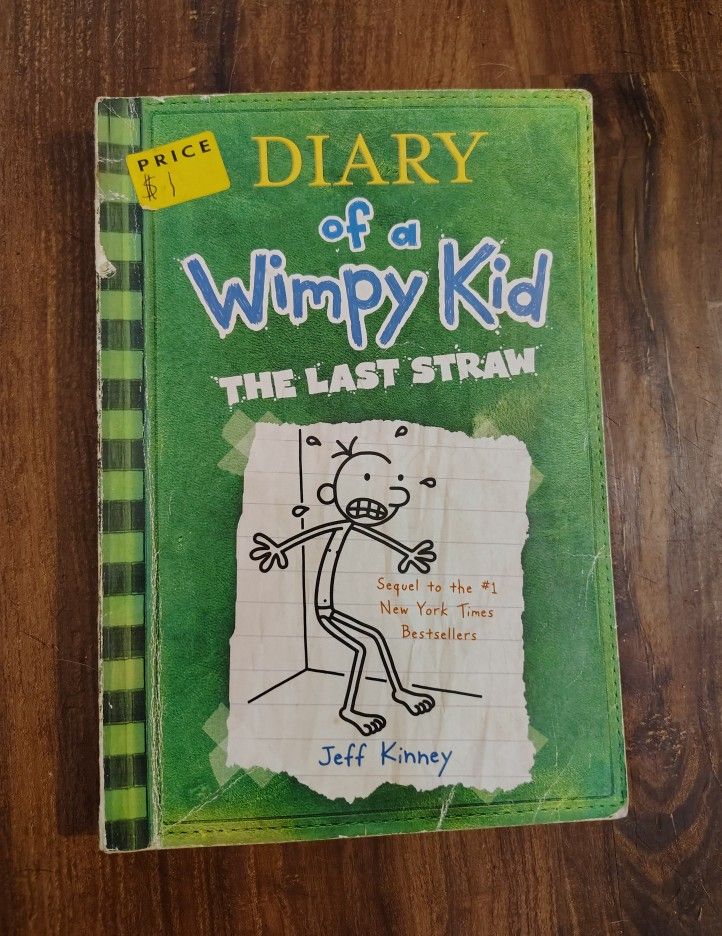 PRICE
$1
DIARY
of a
Wimpy Kid
THE LAST STRAW
Sequel to the #1
New York Times
Bestsellers
Jeff Kinney